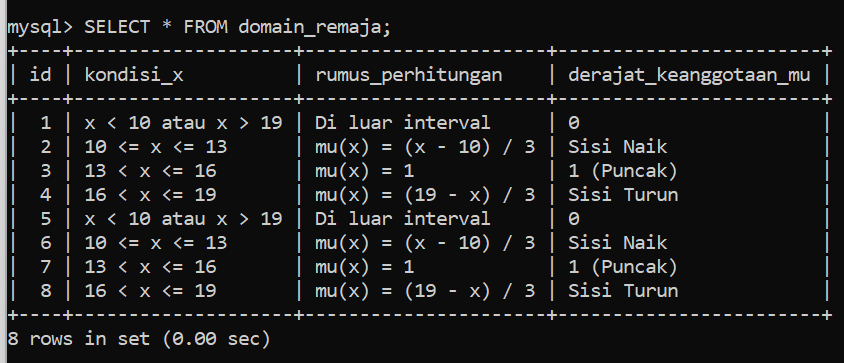 mysql> SELECT * FROM domain_remaja;
+----+--------------------+----------------------+------------------------+
| id | kondisi_x          | rumus_perhitungan    | derajat_keanggotaan_mu |
+----+--------------------+----------------------+------------------------+
|  1 | x < 10 atau x > 19 | Di luar interval     | 0                      |
|  2 | 10 <= x <= 13      | mu(x) = (x - 10) / 3 | Sisi Naik              |
|  3 | 13 < x <= 16       | mu(x) = 1            | 1 (Puncak)             |
|  4 | 16 < x <= 19       | mu(x) = (19 - x) / 3 | Sisi Turun             |
|  5 | x < 10 atau x > 19 | Di luar interval     | 0                      |
|  6 | 10 <= x <= 13      | mu(x) = (x - 10) / 3 | Sisi Naik              |
|  7 | 13 < x <= 16       | mu(x) = 1            | 1 (Puncak)             |
|  8 | 16 < x <= 19       | mu(x) = (19 - x) / 3 | Sisi Turun             |
+----+--------------------+----------------------+------------------------+
8 rows in set (0.00 sec)